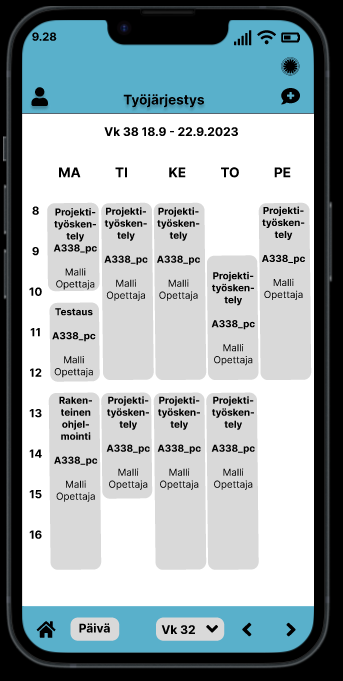 9.28
Työjärjestys
Vk 38 18.9 - 22.9.2023
MA TI KE TO PE
8
9
10
11
12
13
14
15
16
Projekti-
työsken-
tely
A338_pc
Malli
Opettaja
Testaus
A338_pc
Malli
Opettaja
Raken-
teinen
ohjel-
mointi
A338_pc
Malli
Opettaja
Projekti-
työsken-
tely
A338_pc
Malli
Opettaja
Projekti-
työsken-
tely
A338_pc
Malli
Opettaja
Projekti-
työsken-
tely
A338_pc
Malli
Opettaja
Projekti-
työsken-
tely
A338_pc
Malli
Opettaja
Projekti-
työsken-
tely
A338_pc
Malli
Opettaja
Projekti-
työsken-
tely
A338_pc
Malli
Opettaja
Projekti-
työsken-
tely
A338_pc
Malli
Opettaja
Päivä
Vk 32